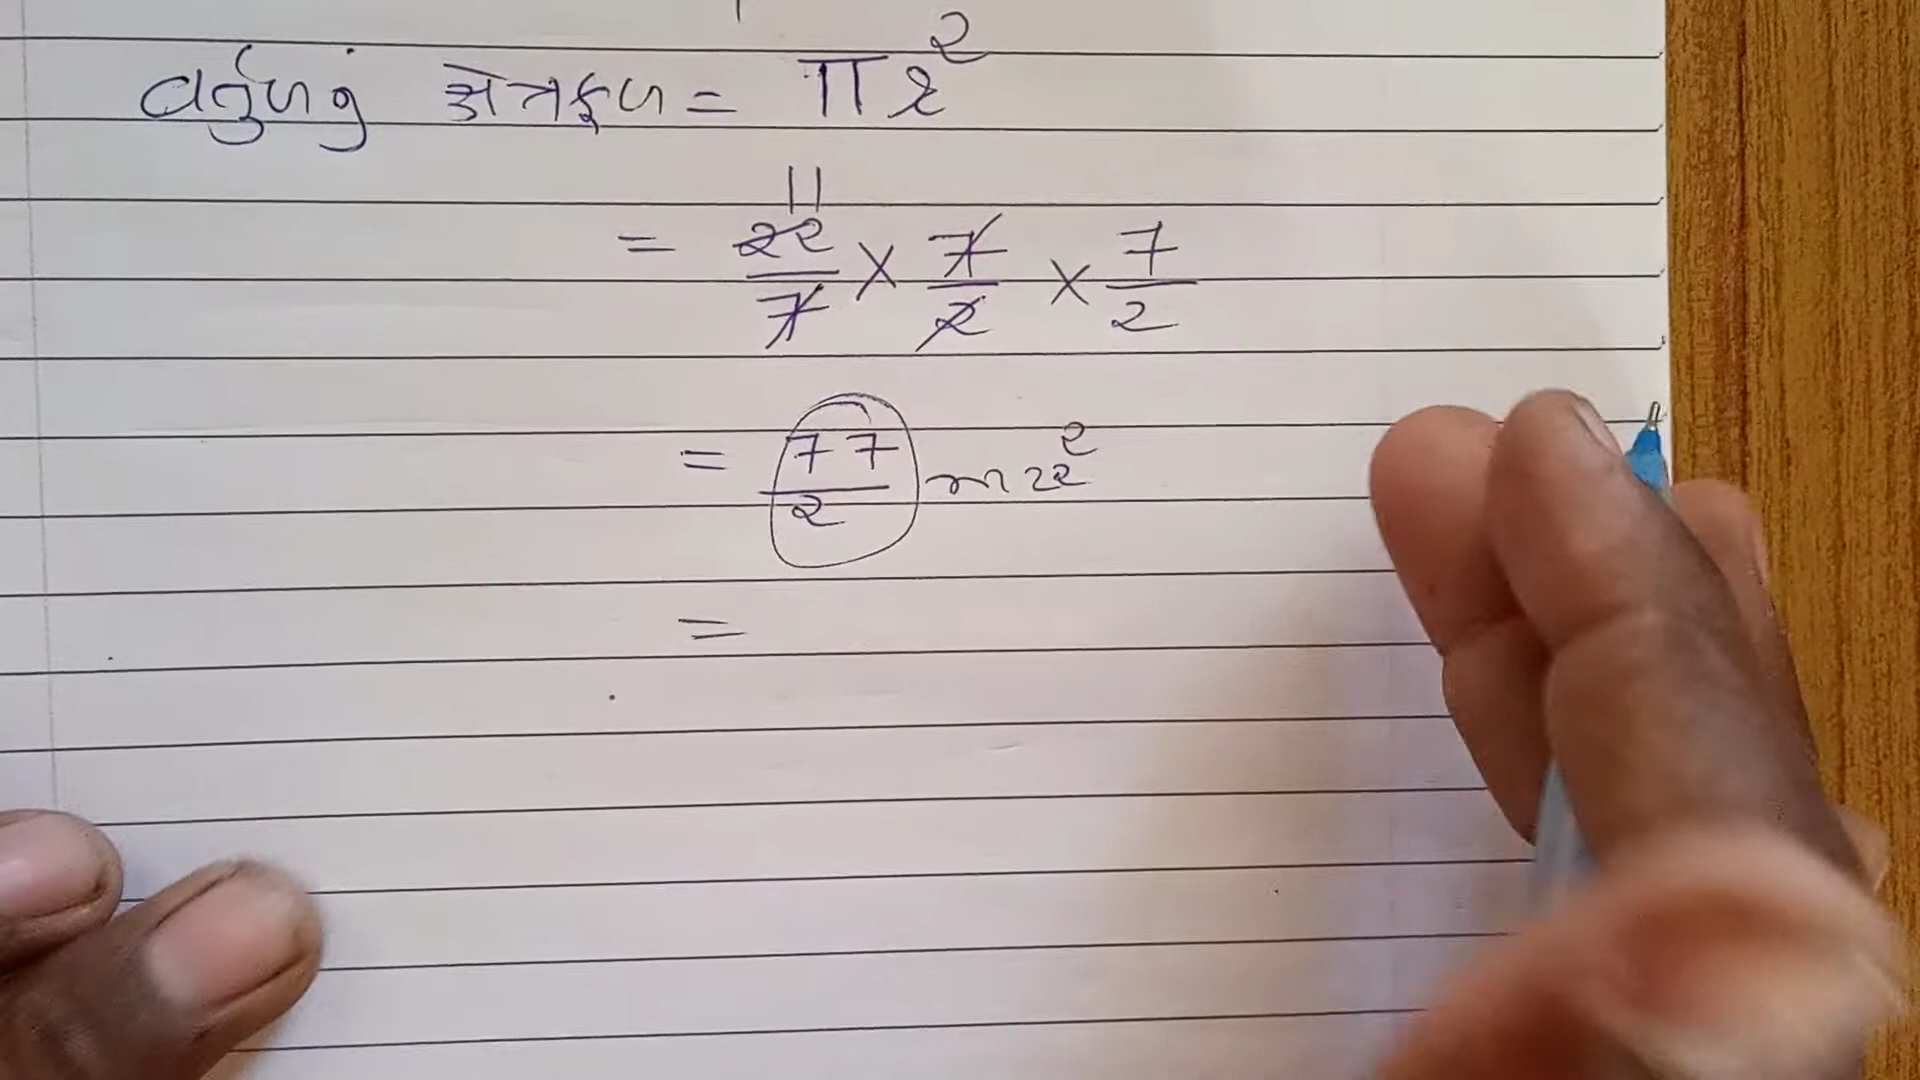 વર્તુળનું ક્ષેત્રફળ = πr²
11
= 22/7 × 7/2 × 7/2
= 77/2 મીટર²
=